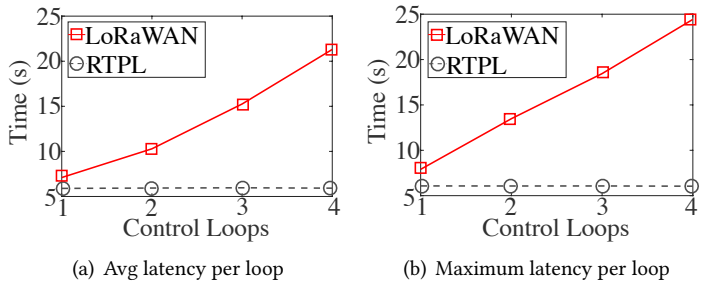 25
20
15
10
5
Time (s)
LoRaWAN
RTPL
1 2 3 4
Control Loops
(a) Avg latency per loop
25
20
15
10
5
Time (s)
LoRaWAN
RTPL
1 2 3 4
Control Loops
(b) Maximum latency per loop